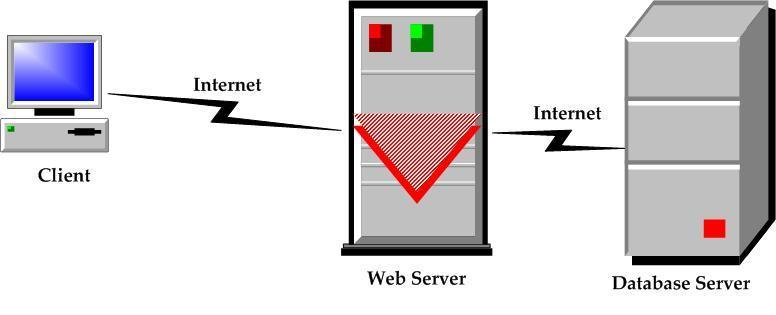 Internet
Internet
Client
Web Server
Database Server